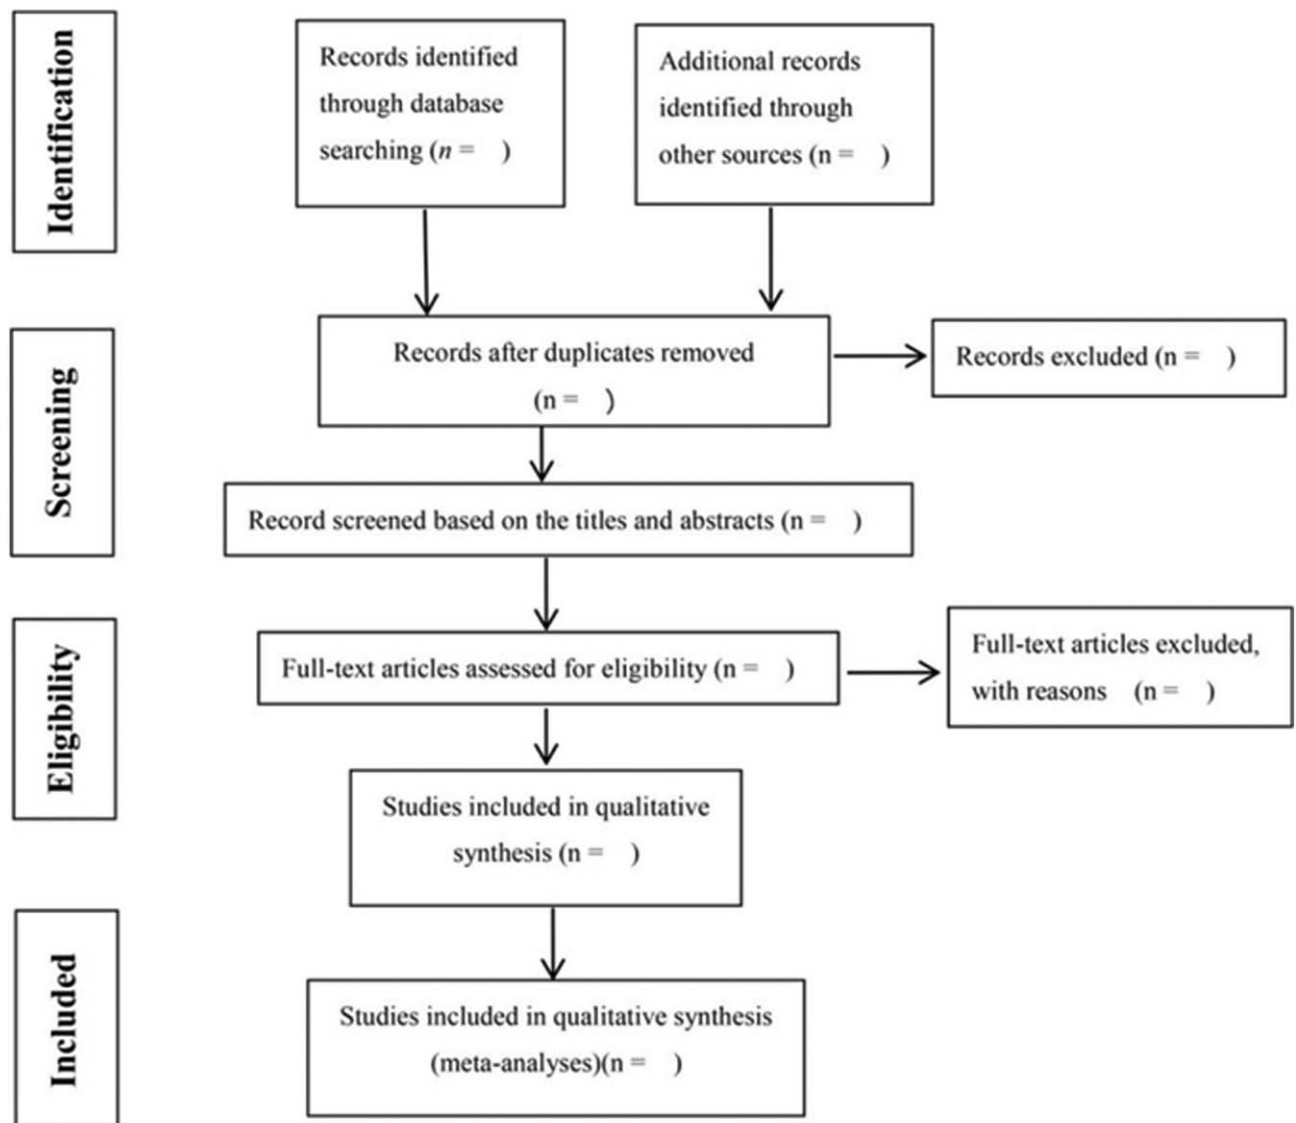 Identification
Records identified
through database
searching (n =    )
Additional records
identified through
other sources (n =    )
Screening
Records after duplicates removed
(n =    )
Records excluded (n =    )
Record screened based on the titles and abstracts (n =    )
Eligibility
Full-text articles assessed for eligibility (n =    )
Full-text articles excluded,
with reasons    (n =    )
Studies included in qualitative
synthesis (n =    )
Included
Studies included in qualitative synthesis
(meta-analyses)(n =    )